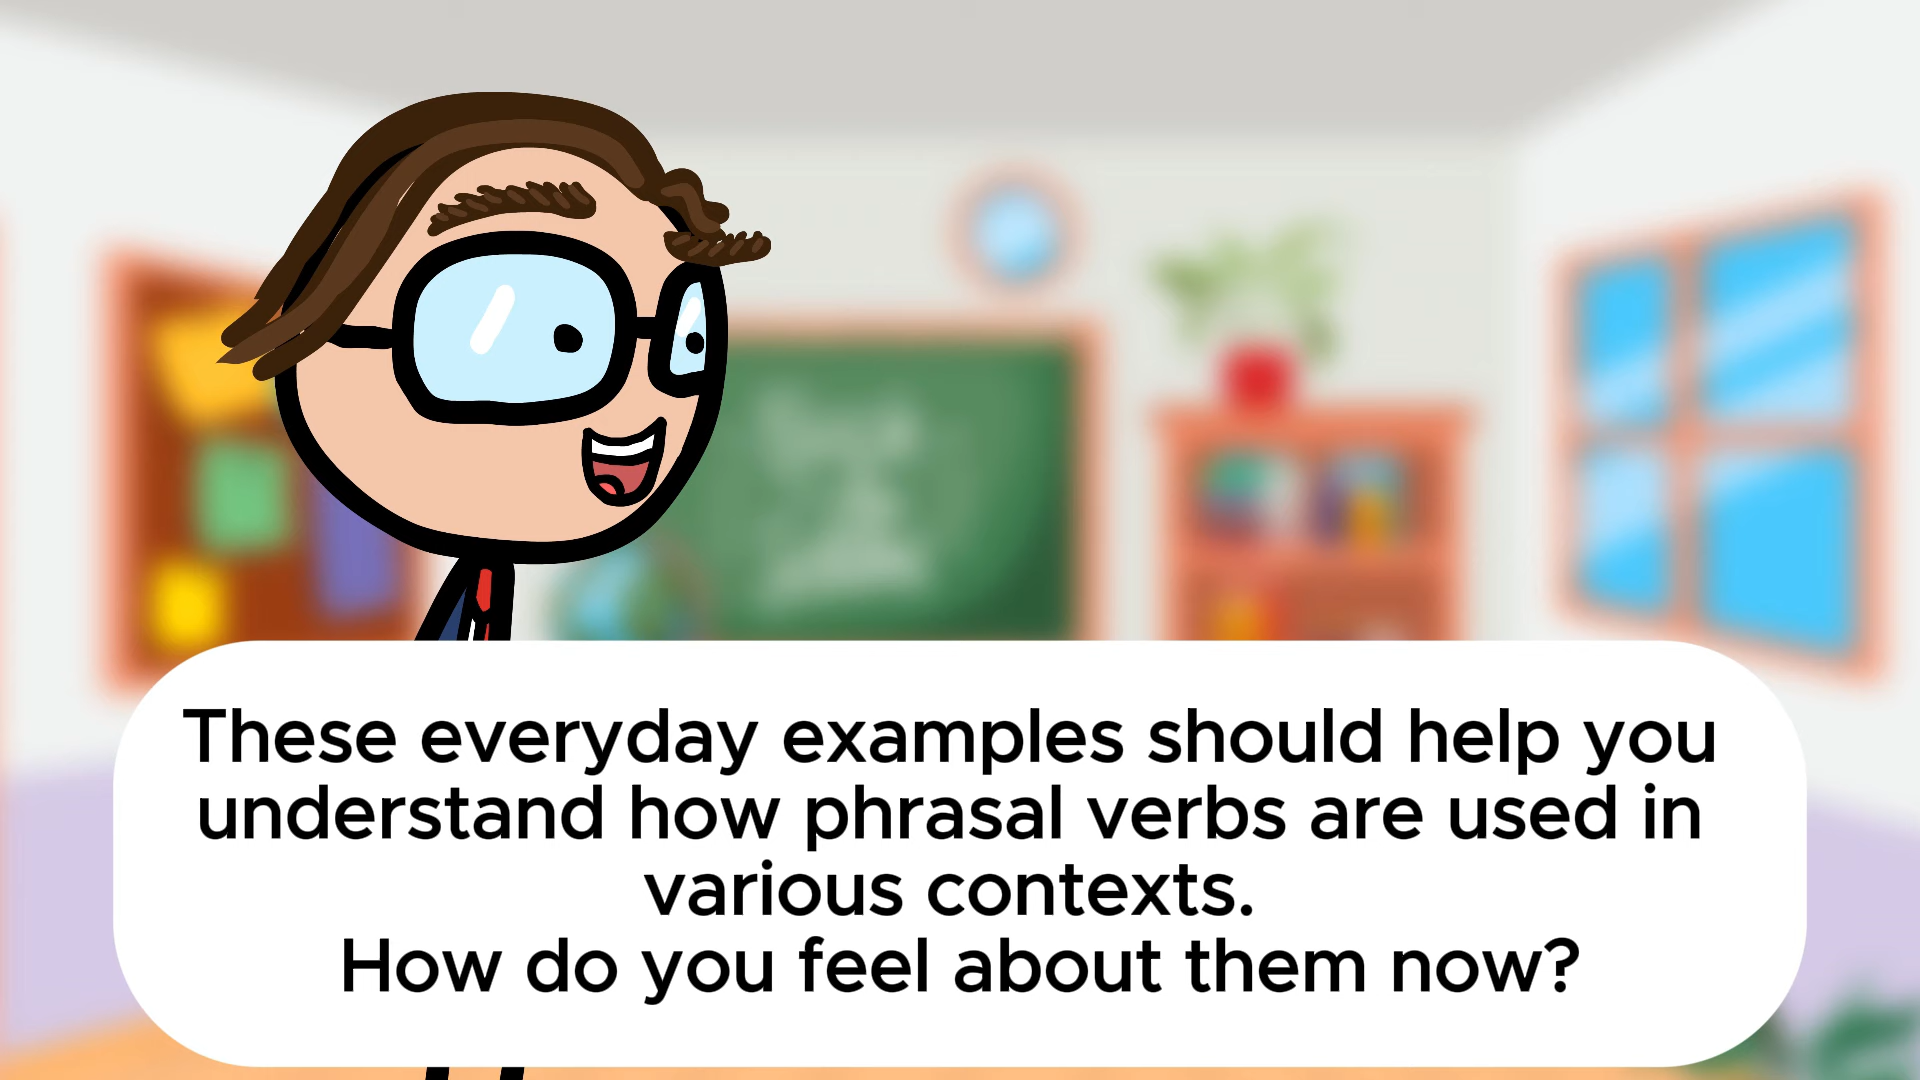 These everyday examples should help you
understand how phrasal verbs are used in
various contexts.
How do you feel about them now?